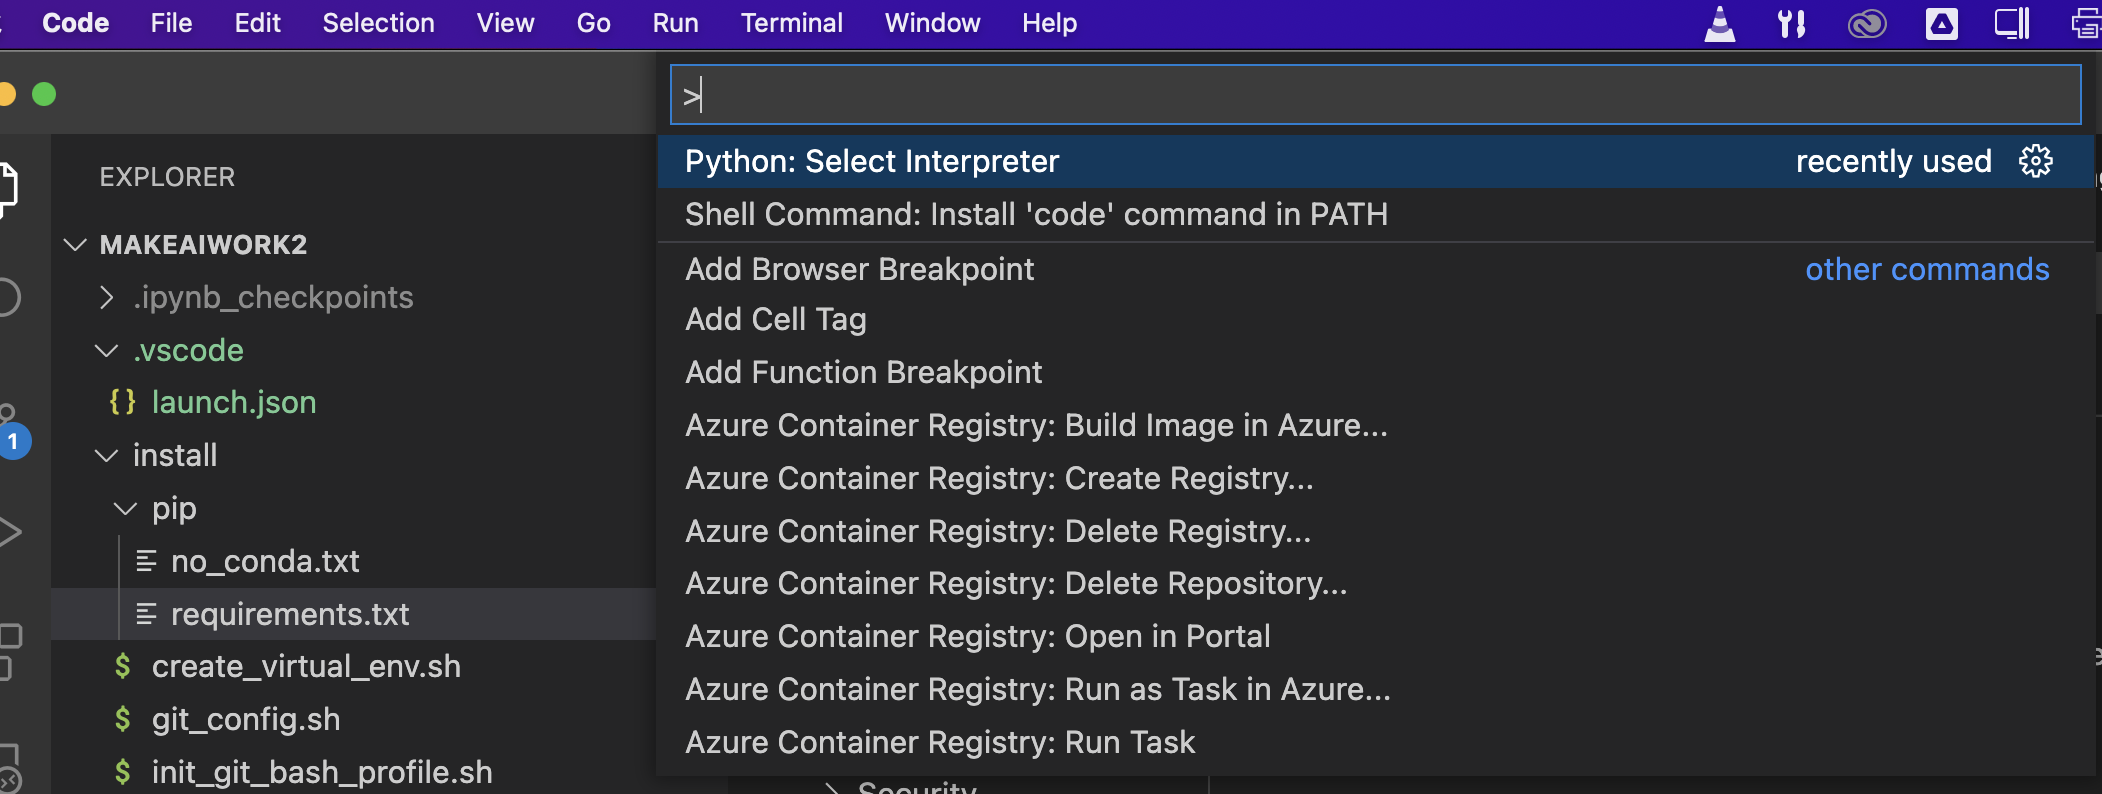 Code File Edit Selection View Go Run Terminal Window Help
>
Python: Select Interpreter recently used
Shell Command: Install 'code' command in PATH
Add Browser Breakpoint other commands
Add Cell Tag
Add Function Breakpoint
Azure Container Registry: Build Image in Azure...
Azure Container Registry: Create Registry...
Azure Container Registry: Delete Registry...
Azure Container Registry: Delete Repository...
Azure Container Registry: Open in Portal
Azure Container Registry: Run as Task in Azure...
Azure Container Registry: Run Task
EXPLORER
MAKEAIWORK2
.ipynb_checkpoints
.vscode
{} launch.json
1
install
pip
no_conda.txt
requirements.txt
$ create_virtual_env.sh
$ git_config.sh
$ init_git_bash_profile.sh
Security